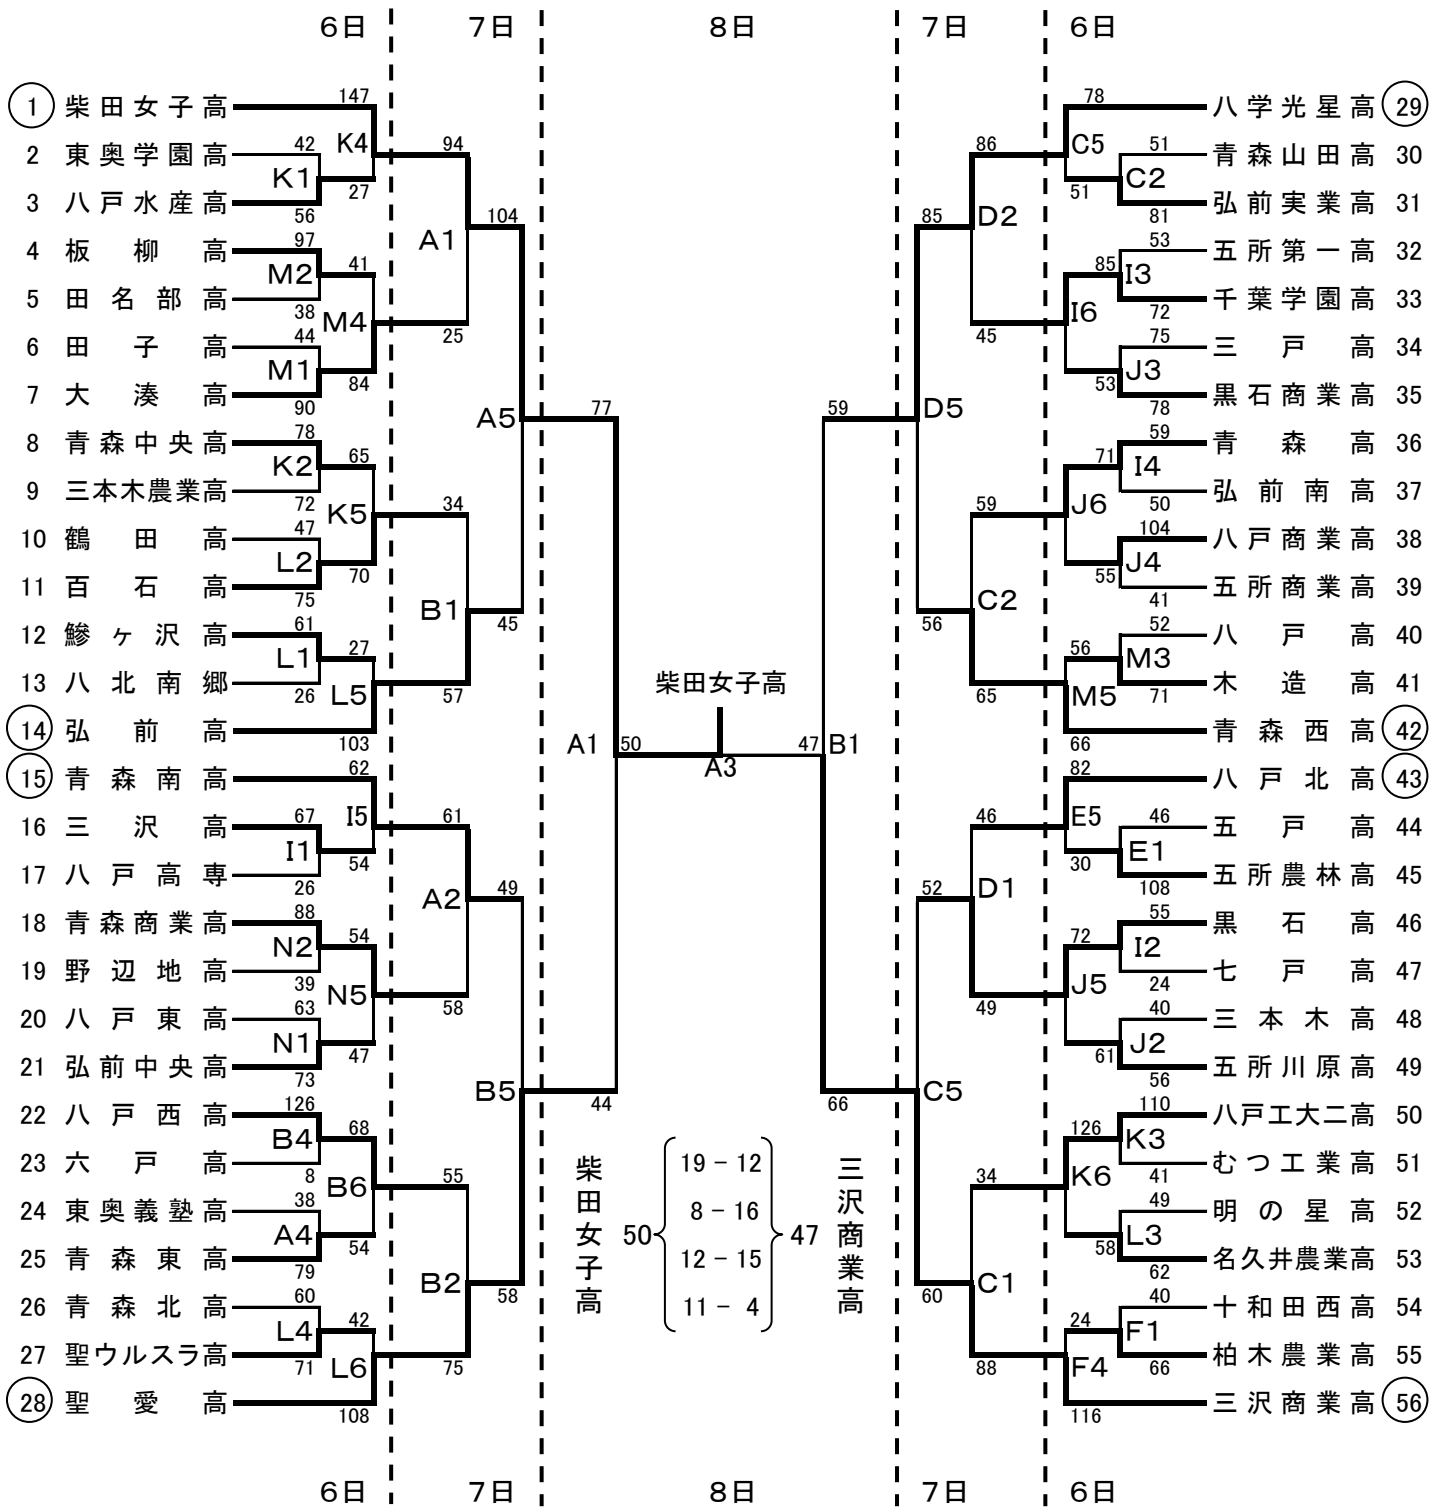 6日 7日 8日 7日 6日
1 柴田女子高 147 78 八学光星高 29
2 東奥学園高 42 K4 94 86 C5 51 青森山田高 30
K1 27 51 C2
3 八戸水産高 56 104 85 D2 81 弘前実業高 31
4 板柳高 97 A1 53 五所第一高 32
M2 41 85 I3
5 田名部高 38 M4 25 45 I6 72 千葉学園高 33
6 田子高 44 75 三戸高 34
M1 84 53 J3
7 大湊高 90 A5 77 59 D5 78 黒石商業高 35
8 青森中央高 78 59 青森高 36
K2 65 71 I4
9 三本木農業高 72 K5 34 59 J6 50 弘前南高 37
10 鶴田高 47 104 八戸商業高 38
L2 70 55 J4
11 百石高 75 B1 45 56 C2 41 五所商業高 39
12 鰺ヶ沢高 61 52 八戸高 40
L1 27 56 M3
13 八北南郷 26 L5 57 柴田女子高 65 M5 71 木造高 41
14 弘前高 103 A1 50 A3 47 B1 66 青森西高 42
15 青森南高 62 82 八戸北高 43
16 三沢高 67 I5 61 46 E5 46 五戸高 44
I1 54 30 E1
17 八戸高専 26 A2 49 52 D1 108 五所農林高 45
18 青森商業高 88 55 黒石高 46
N2 54 72 I2
19 野辺地高 39 N5 58 49 J5 24 七戸高 47
20 八戸東高 63 40 三本木高 48
N1 47 61 J2
21 弘前中央高 73 B5 44 66 C5 56 五所川原高 49
22 八戸西高 126 110 八戸工大二高 50
B4 68 126 K3
23 六戸高 8 B6 55 34 K6 41 むつ工業高 51
24 東奥義塾高 38 49 明の星高 52
A4 54 58 L3
25 青森東高 79 B2 58 60 C1 62 名久井農業高 53
26 青森北高 60 40 十和田西高 54
L4 42 24 F1
27 聖ウルスラ高 71 L6 75 88 F4 66 柏木農業高 55
28 聖愛高 108 116 三沢商業高 56
柴田女子高 50 47 三沢商業高
19 - 12
8 - 16
12 - 15
11 - 4
6日 7日 8日 7日 6日